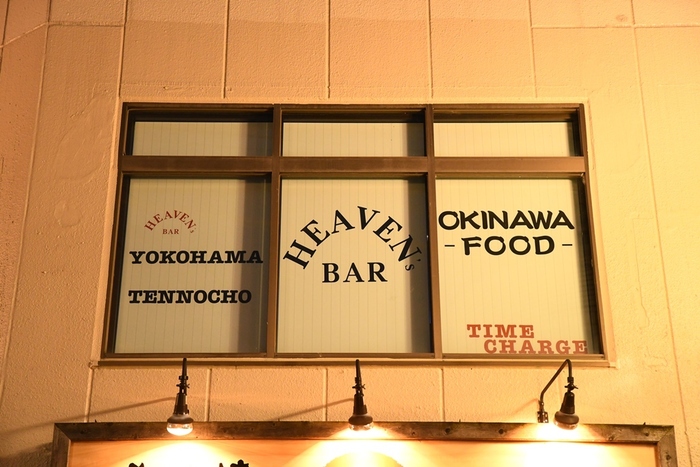 HEAVEN's
BAR
YOKOHAMA
TENNOCHO
HEAVEN's
BAR
OKINAWA
-FOOD-
TIME
CHARGE